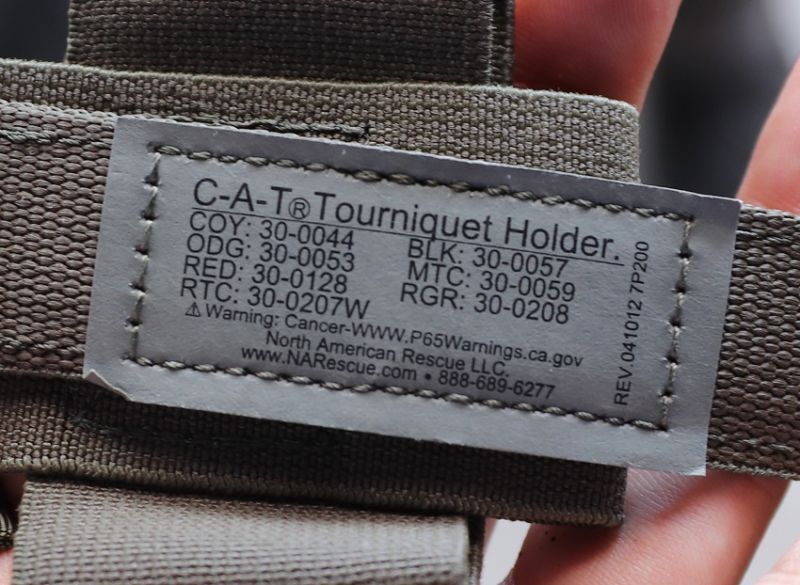 C-A-T® Tourniquet Holder.
COY: 30-0044 BLK: 30-0057
ODG: 30-0053 MTC: 30-0059
RED: 30-0128 RGR: 30-0208
RTC: 30-0207W
⚠Warning: Cancer-WWW.P65Warnings.ca.gov
North American Rescue LLC.
www.NARescue.com • 888-689-6277
REV.041012 7P200